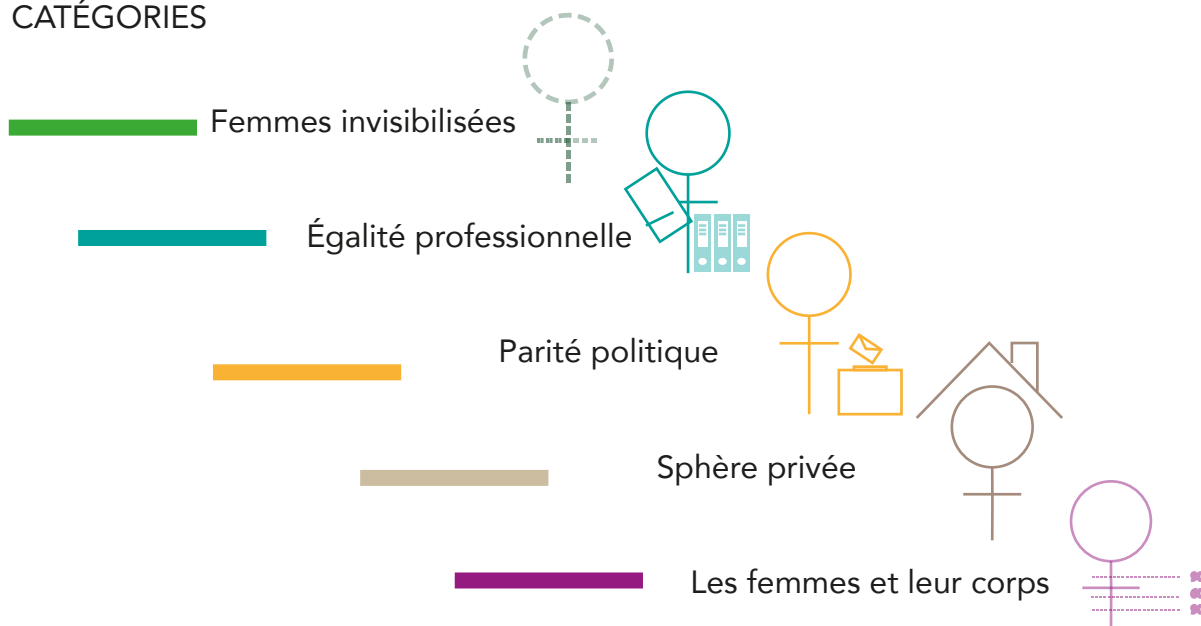 CATÉGORIES
Femmes invisibilisées
Égalité professionnelle
Parité politique
Sphère privée
Les femmes et leur corps